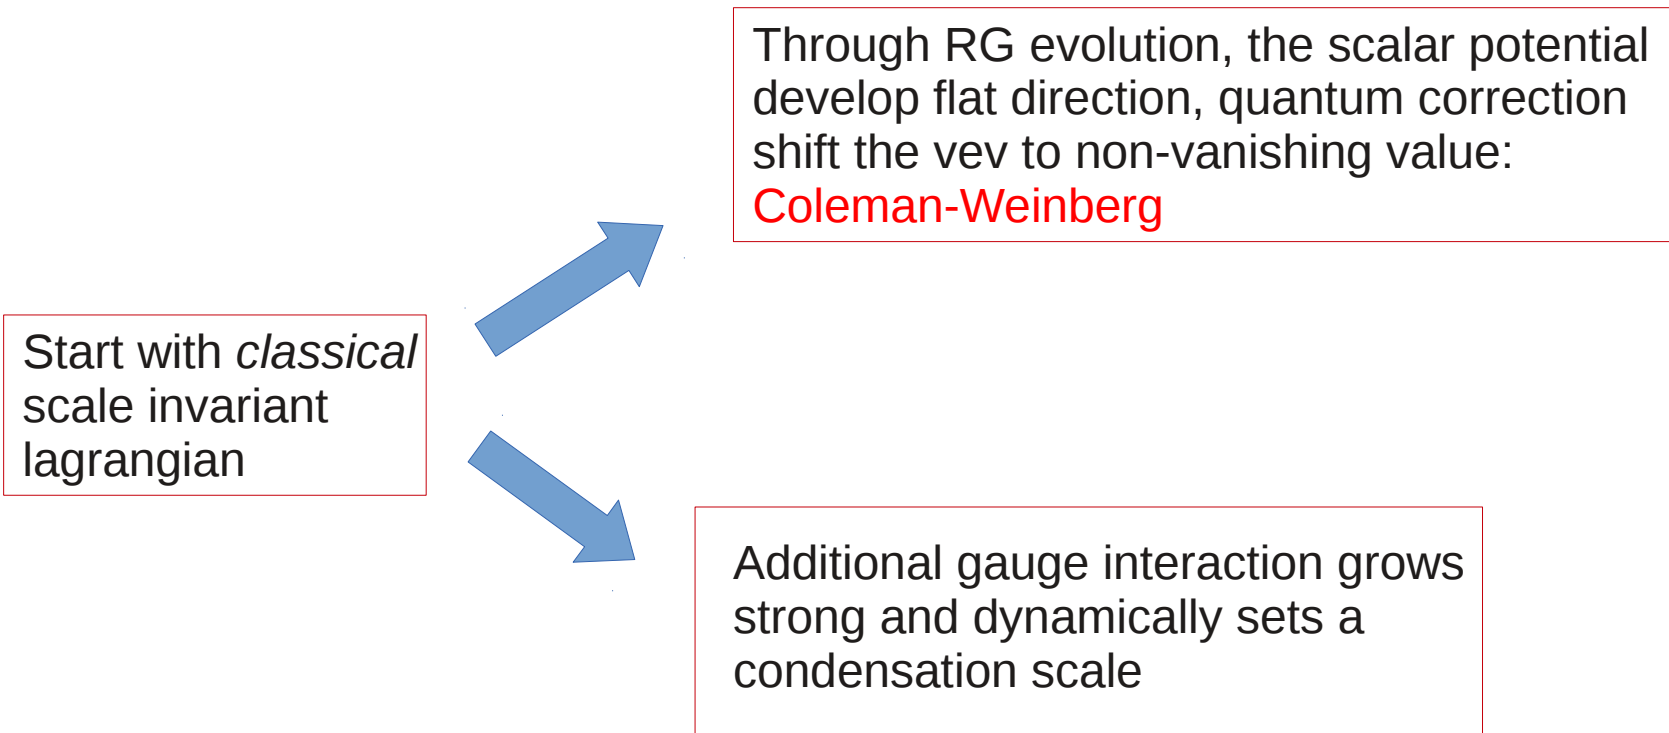 Through RG evolution, the scalar potential
develop flat direction, quantum correction
shift the vev to non-vanishing value:
Coleman-Weinberg
Start with classical
scale invariant
lagrangian
Additional gauge interaction grows
strong and dynamically sets a
condensation scale